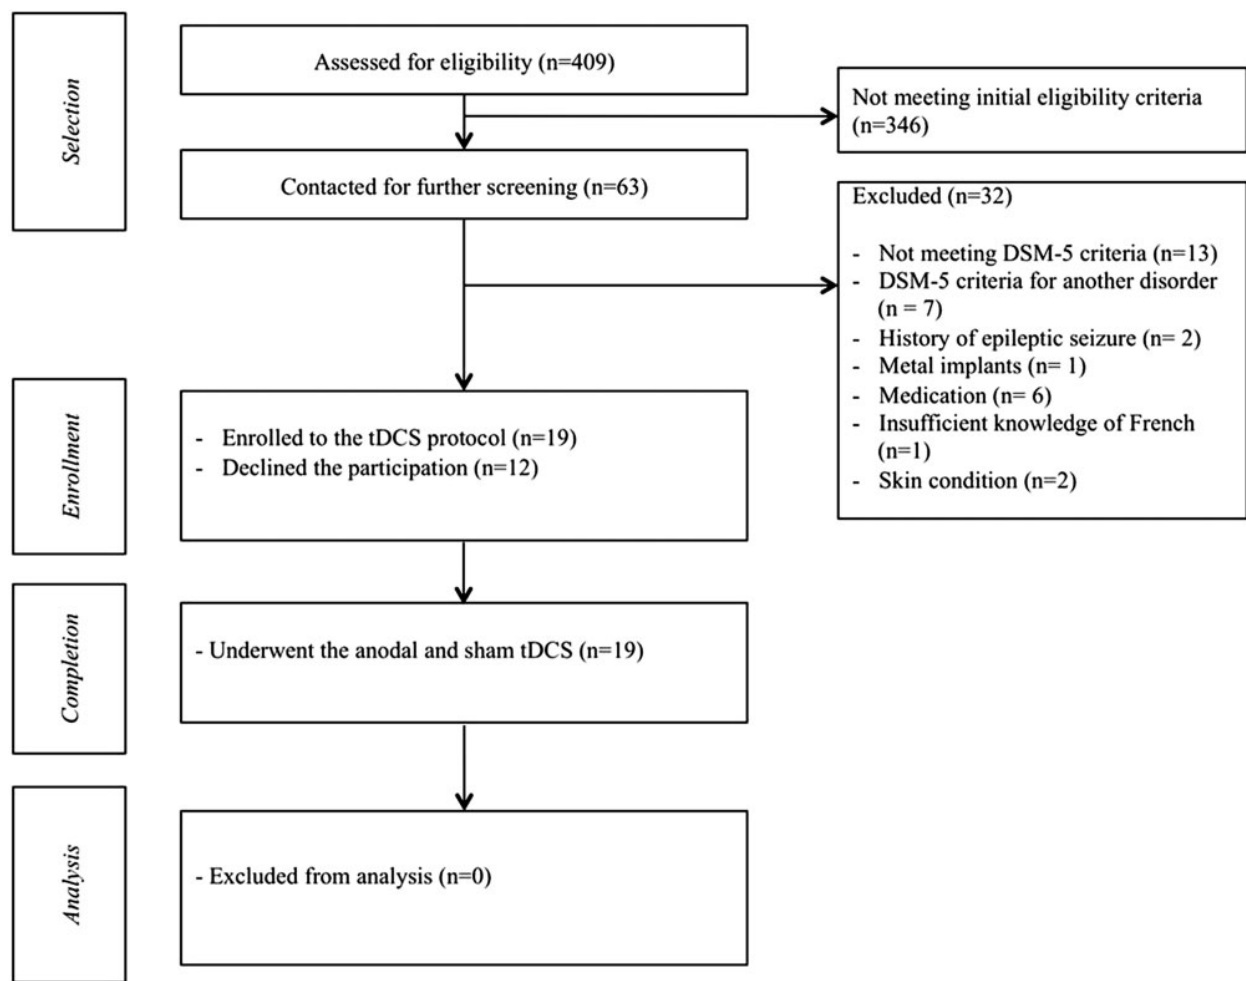 Selection
Assessed for eligibility (n=409)
Not meeting initial eligibility criteria
(n=346)
Contacted for further screening (n=63)
Excluded (n=32)
- Not meeting DSM-5 criteria (n=13)
- DSM-5 criteria for another disorder
(n = 7)
- History of epileptic seizure (n= 2)
- Metal implants (n= 1)
- Medication (n= 6)
- Insufficient knowledge of French
(n=1)
- Skin condition (n=2)
Enrollment
- Enrolled to the tDCS protocol (n=19)
- Declined the participation (n=12)
Completion
- Underwent the anodal and sham tDCS (n=19)
Analysis
- Excluded from analysis (n=0)